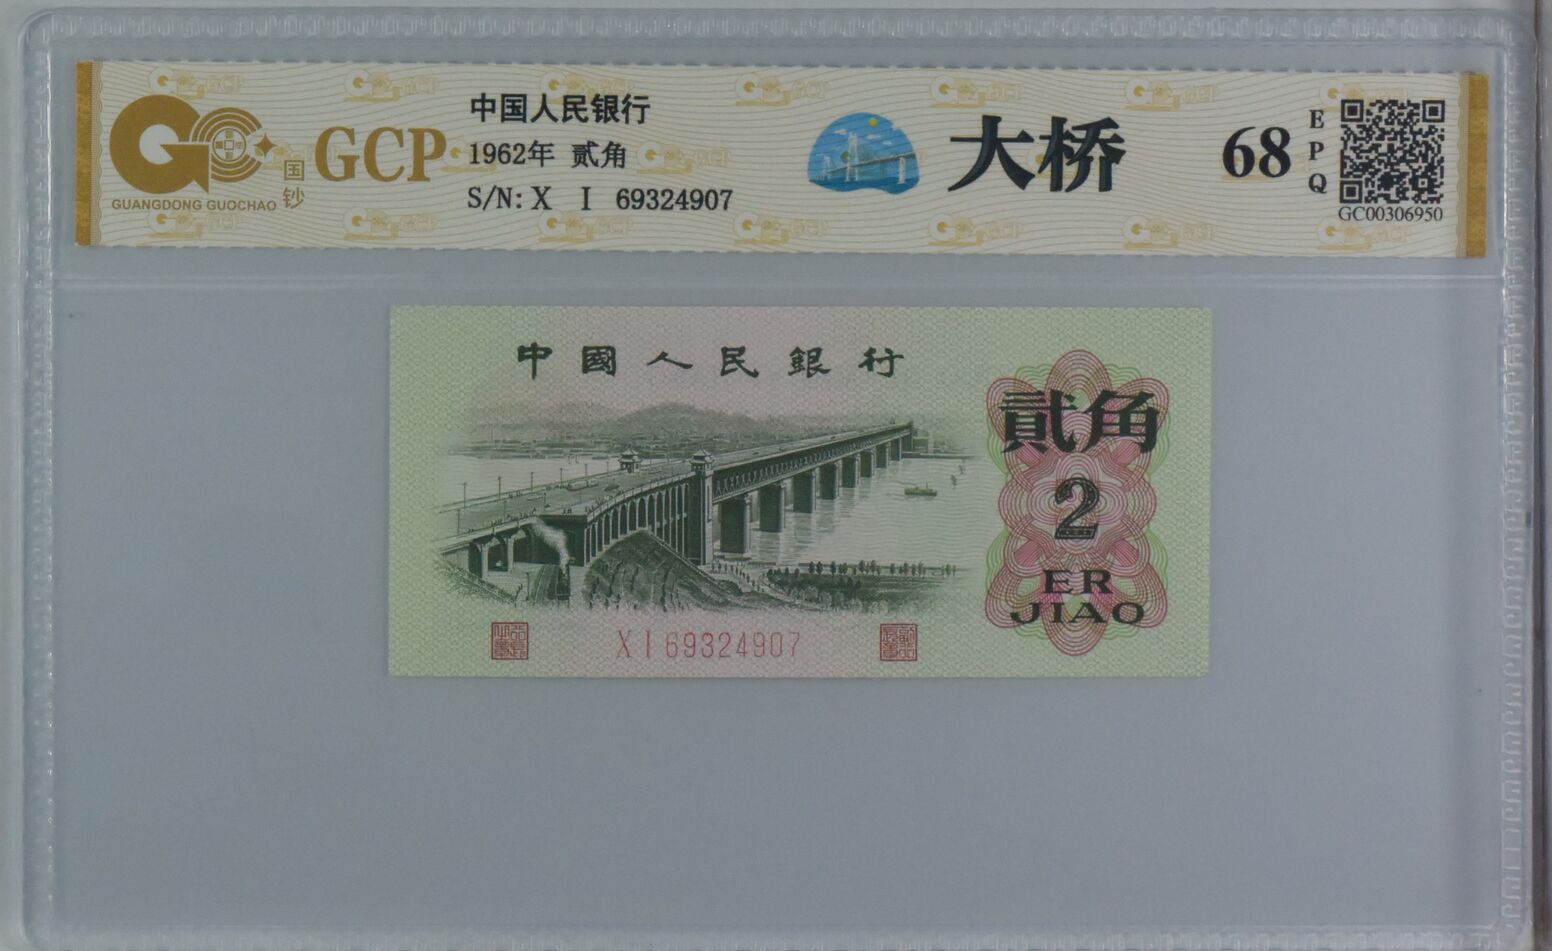 GUANGDONG GUOCHAO
国钞
GCP
中国人民银行
1962年 贰角
S/N: X I 69324907
大桥
68
EPQ
GC00306950
中國人民銀行
貳角
2
ER
JIAO
X I 69324907